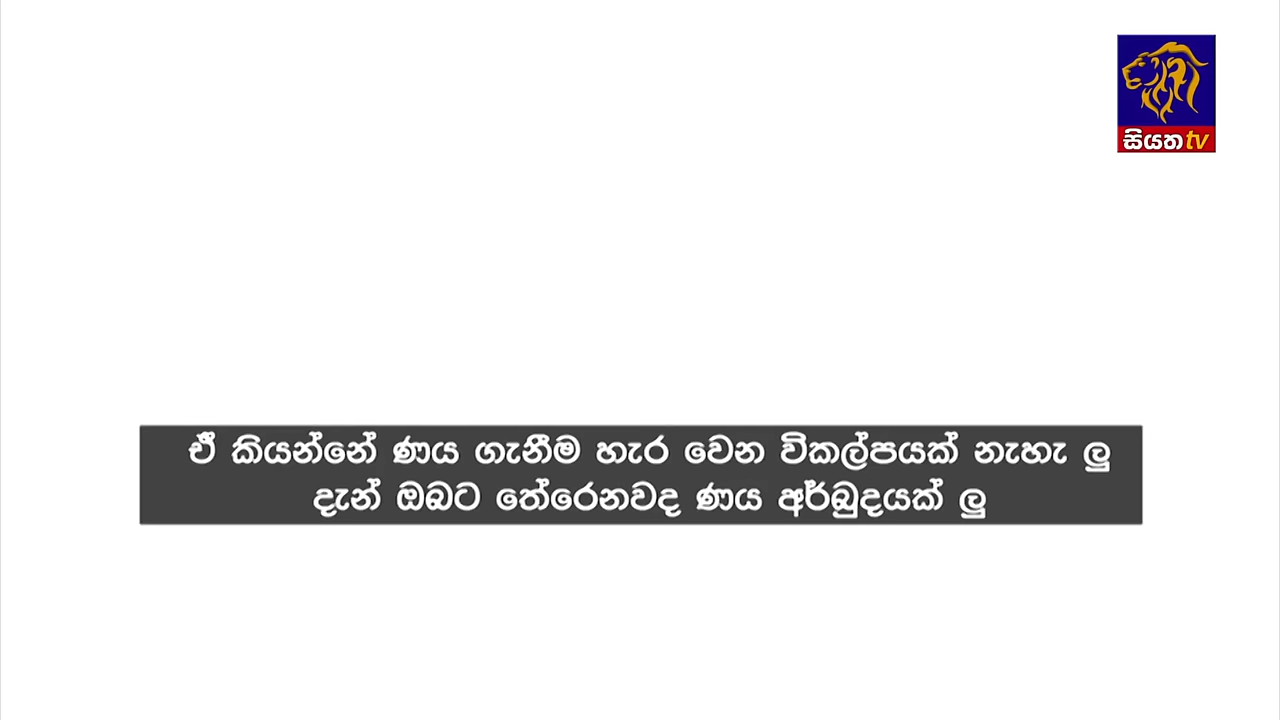 සියත tv
ඒ කියන්නේ ණය ගැනීම හැර වෙන විකල්පයක් නැහැ ලු
දැන් ඔබට තේරෙනවද ණය අර්බුදයක් ලු